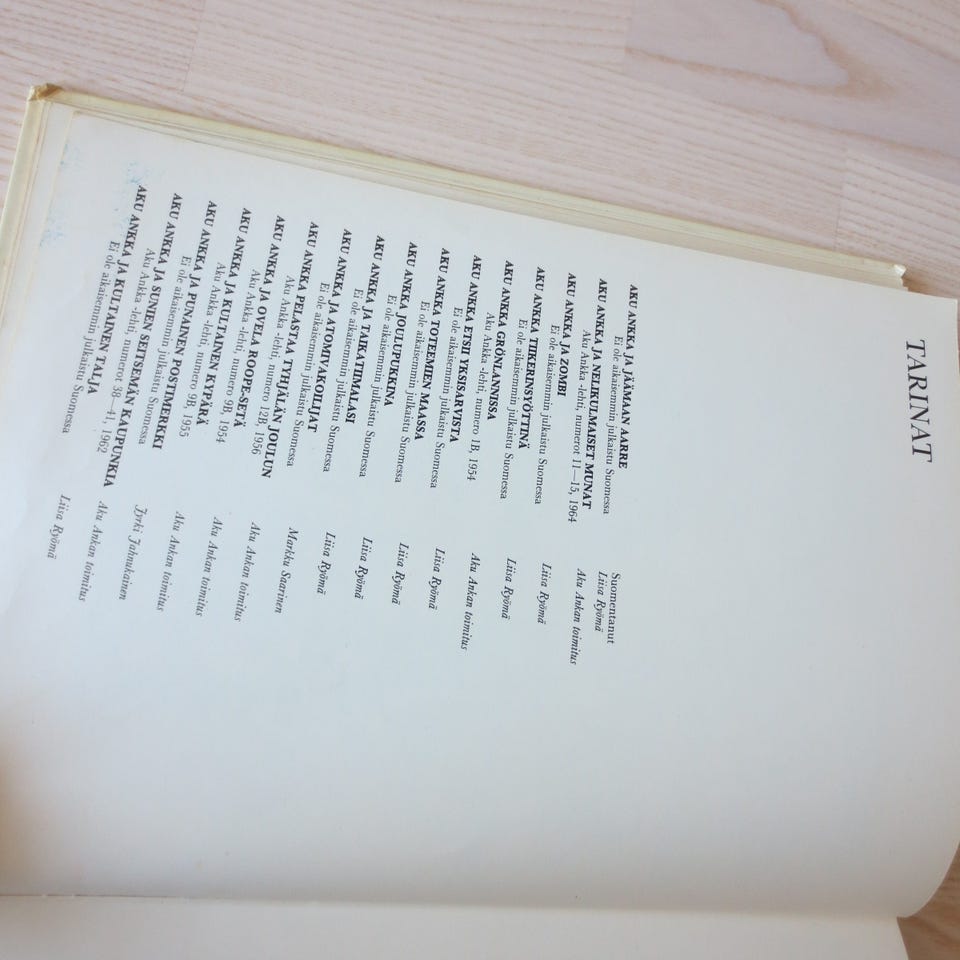 TARINAT
Suomentanut
AKU ANKKA JA JÄÄMAAN AARRE
Ei ole aikaisemmin julkaistu Suomessa Liisa Ryömä
AKU ANKKA JA NELIKULMAISET MUNAT
Aku Ankka -lehti, numerot 11—15, 1964 Aku Ankan toimitus
AKU ANKKA JA ZOMBI
Ei ole aikaisemmin julkaistu Suomessa Liisa Ryömä
AKU ANKKA TIIKERINSYÖTTINÄ
Ei ole aikaisemmin julkaistu Suomessa Liisa Ryömä
AKU ANKKA GRÖNLANNISSA
Aku Ankka -lehti, numero 1B, 1954 Aku Ankan toimitus
AKU ANKKA ETSII YKSISARVISTA
Ei ole aikaisemmin julkaistu Suomessa Liisa Ryömä
AKU ANKKA TOTEEMIEN MAASSA
Ei ole aikaisemmin julkaistu Suomessa Liisa Ryömä
AKU ANKKA JOULUPUKKINA
Ei ole aikaisemmin julkaistu Suomessa Liisa Ryömä
AKU ANKKA JA TAIKATIIMALASI
Ei ole aikaisemmin julkaistu Suomessa Liisa Ryömä
AKU ANKKA JA ATOMIVAKOILIJAT
Ei ole aikaisemmin julkaistu Suomessa Markku Saarinen
AKU ANKKA PELASTAA TYHJÄLÄN JOULUN
Aku Ankka -lehti, numero 12B, 1956 Aku Ankan toimitus
AKU ANKKA JA OVELA ROOPE-SETÄ
Aku Ankka -lehti, numero 9B, 1954 Aku Ankan toimitus
AKU ANKKA JA KULTAINEN KYPÄRÄ
Aku Ankka -lehti, numero 9B, 1955 Aku Ankan toimitus
AKU ANKKA JA PUNAINEN POSTIMERKKI
Ei ole aikaisemmin julkaistu Suomessa Jyrki Jahnukainen
AKU ANKKA JA SUNIEN SEITSEMÄN KAUPUNKIA
Aku Ankka -lehti, numerot 38—41, 1962 Aku Ankan toimitus
AKU ANKKA JA KULTAINEN TALJA
Ei ole aikaisemmin julkaistu Suomessa Liisa Ryömä